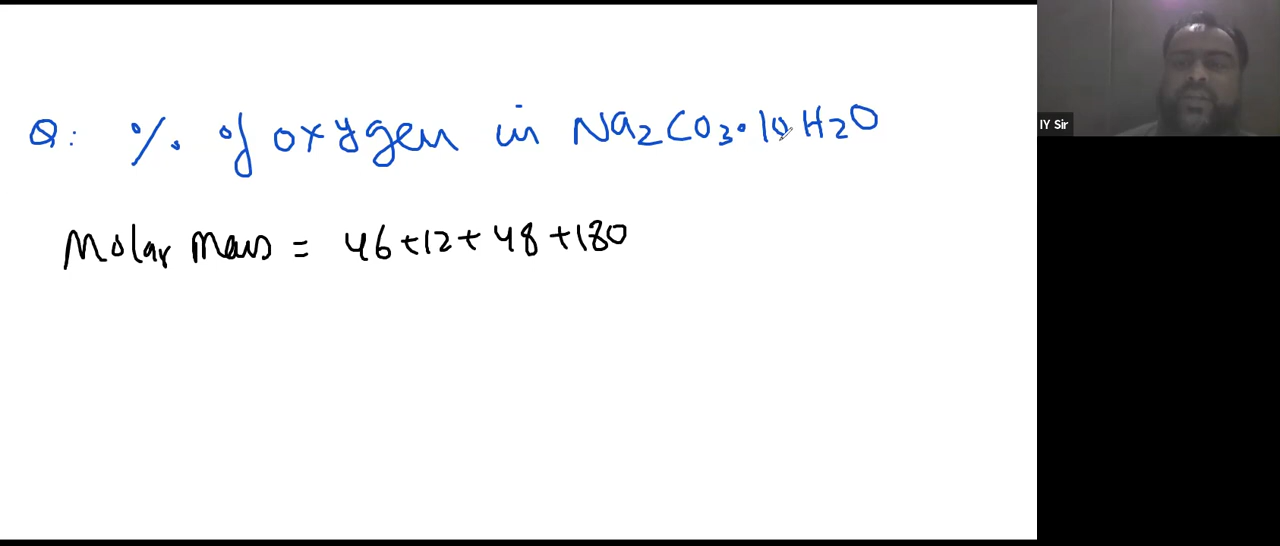 Q: % of oxygen in Na2CO3·10H2O
IY Sir
Molar Mass = 46+12+48+180